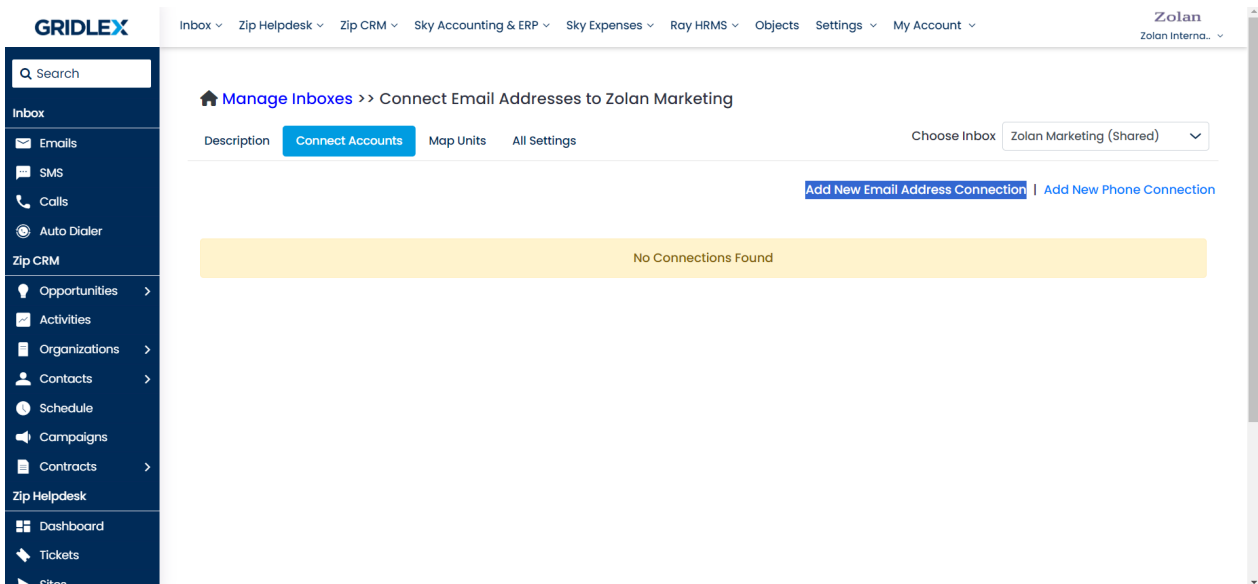 GRIDLEX
Inbox Zip Helpdesk Zip CRM Sky Accounting & ERP Sky Expenses Ray HRMS Objects Settings My Account
Zolan
Zolan Interna..
Search
Inbox
Emails
SMS
Calls
Auto Dialer
Zip CRM
Opportunities
Activities
Organizations
Contacts
Schedule
Campaigns
Contracts
Zip Helpdesk
Dashboard
Tickets
Sites
Manage Inboxes >> Connect Email Addresses to Zolan Marketing
Description Connect Accounts Map Units All Settings
Choose Inbox Zolan Marketing (Shared)
Add New Email Address Connection | Add New Phone Connection
No Connections Found